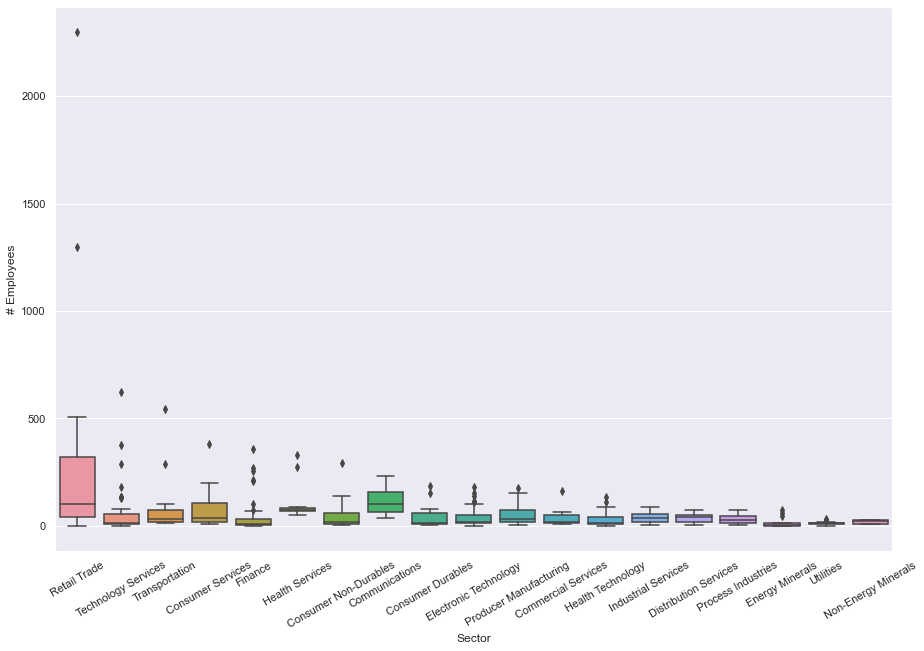 2000
1500
1000
500
0
# Employees
Retail Trade
Technology Services
Transportation
Consumer Services
Finance
Health Services
Consumer Non-Durables
Communications
Consumer Durables
Electronic Technology
Producer Manufacturing
Commercial Services
Health Technology
Industrial Services
Distribution Services
Process Industries
Energy Minerals
Utilities
Non-Energy Minerals
Sector